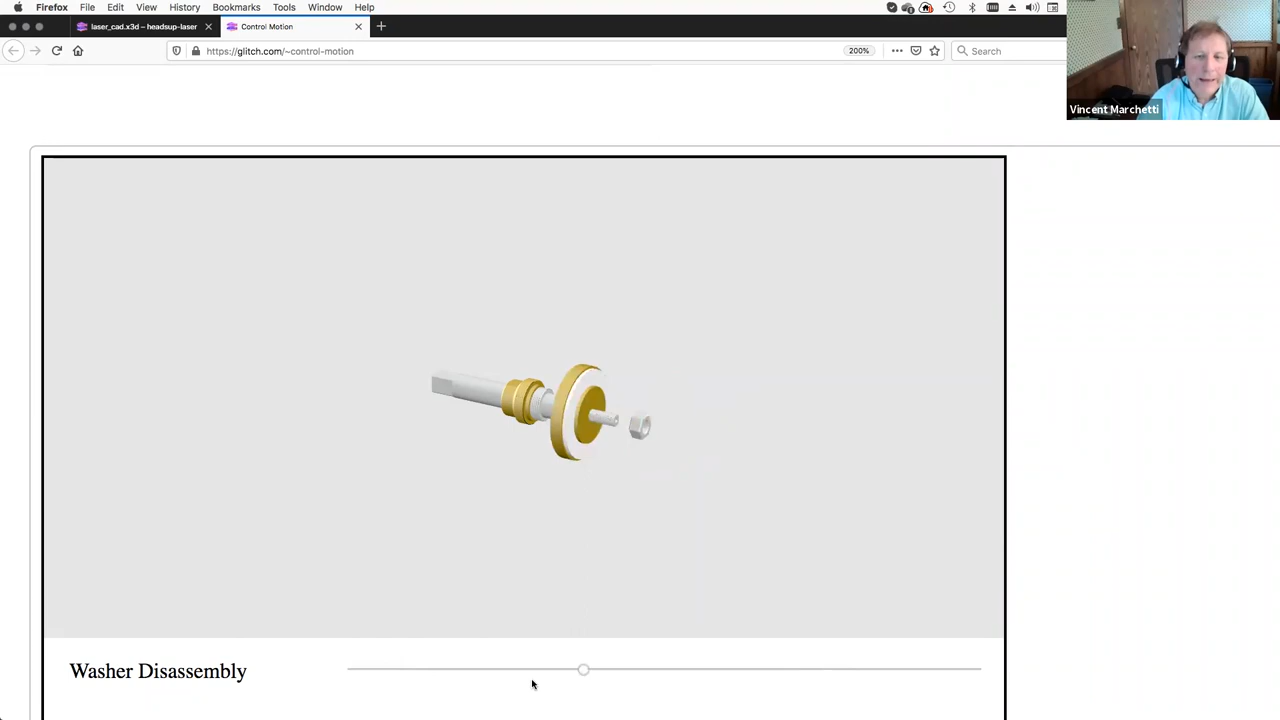 Firefox File Edit View History Bookmarks Tools Window Help
laser_cad.x3d – headsup-laser
Control Motion
https://glitch.com/~control-motion
200%
Search
Vincent Marchetti
Washer Disassembly